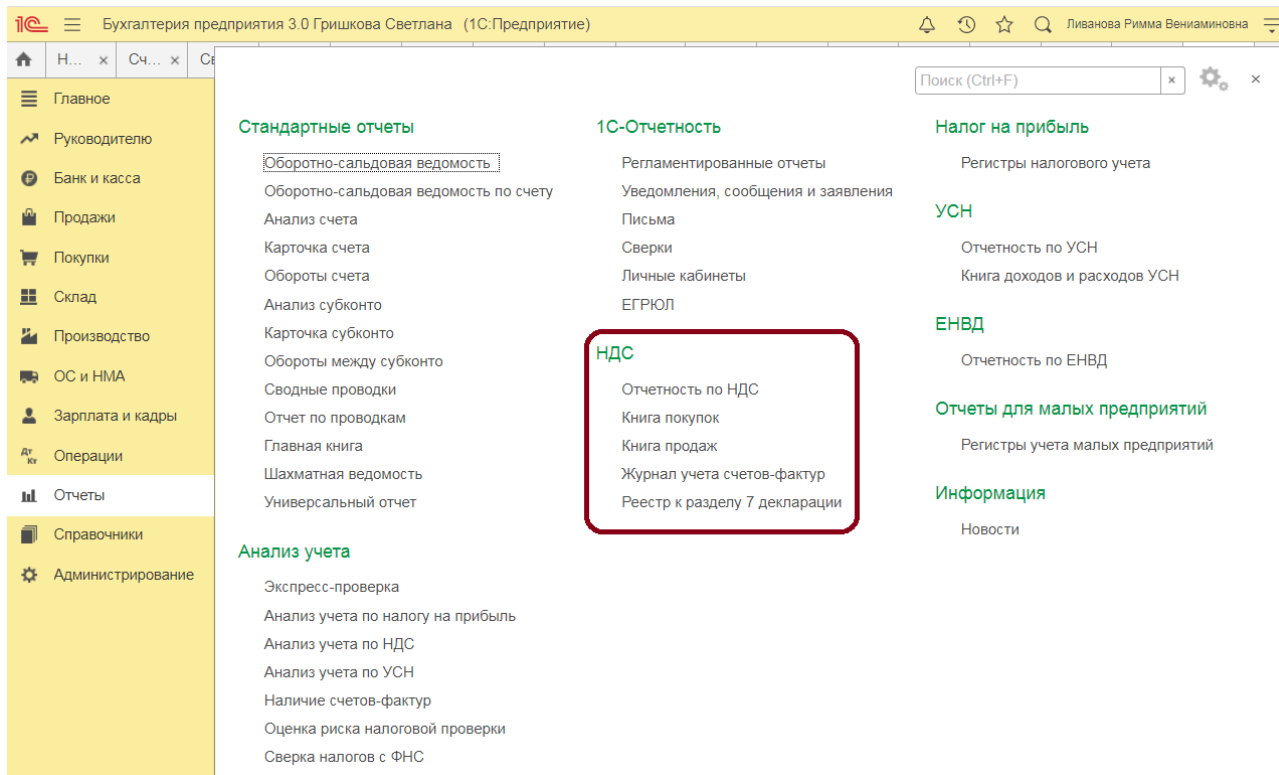 1С Бухгалтерия предприятия 3.0 Гришкова Светлана (1С:Предприятие) Ливанова Римма Вениаминовна
Н... × Сч... × Св
Поиск (Ctrl+F) × ×
Главное
Руководителю
Банк и касса
Продажи
Покупки
Склад
Производство
ОС и НМА
Зарплата и кадры
Дт Кт Операции
Отчеты
Справочники
Администрирование
Стандартные отчеты
Оборотно-сальдовая ведомость
Оборотно-сальдовая ведомость по счету
Анализ счета
Карточка счета
Обороты счета
Анализ субконто
Карточка субконто
Обороты между субконто
Сводные проводки
Отчет по проводкам
Главная книга
Шахматная ведомость
Универсальный отчет
Анализ учета
Экспресс-проверка
Анализ учета по налогу на прибыль
Анализ учета по НДС
Анализ учета по УСН
Наличие счетов-фактур
Оценка риска налоговой проверки
Сверка налогов с ФНС
1С-Отчетность
Регламентированные отчеты
Уведомления, сообщения и заявления
Письма
Сверки
Личные кабинеты
ЕГРЮЛ
НДС
Отчетность по НДС
Книга покупок
Книга продаж
Журнал учета счетов-фактур
Реестр к разделу 7 декларации
Налог на прибыль
Регистры налогового учета
УСН
Отчетность по УСН
Книга доходов и расходов УСН
ЕНВД
Отчетность по ЕНВД
Отчеты для малых предприятий
Регистры учета малых предприятий
Информация
Новости